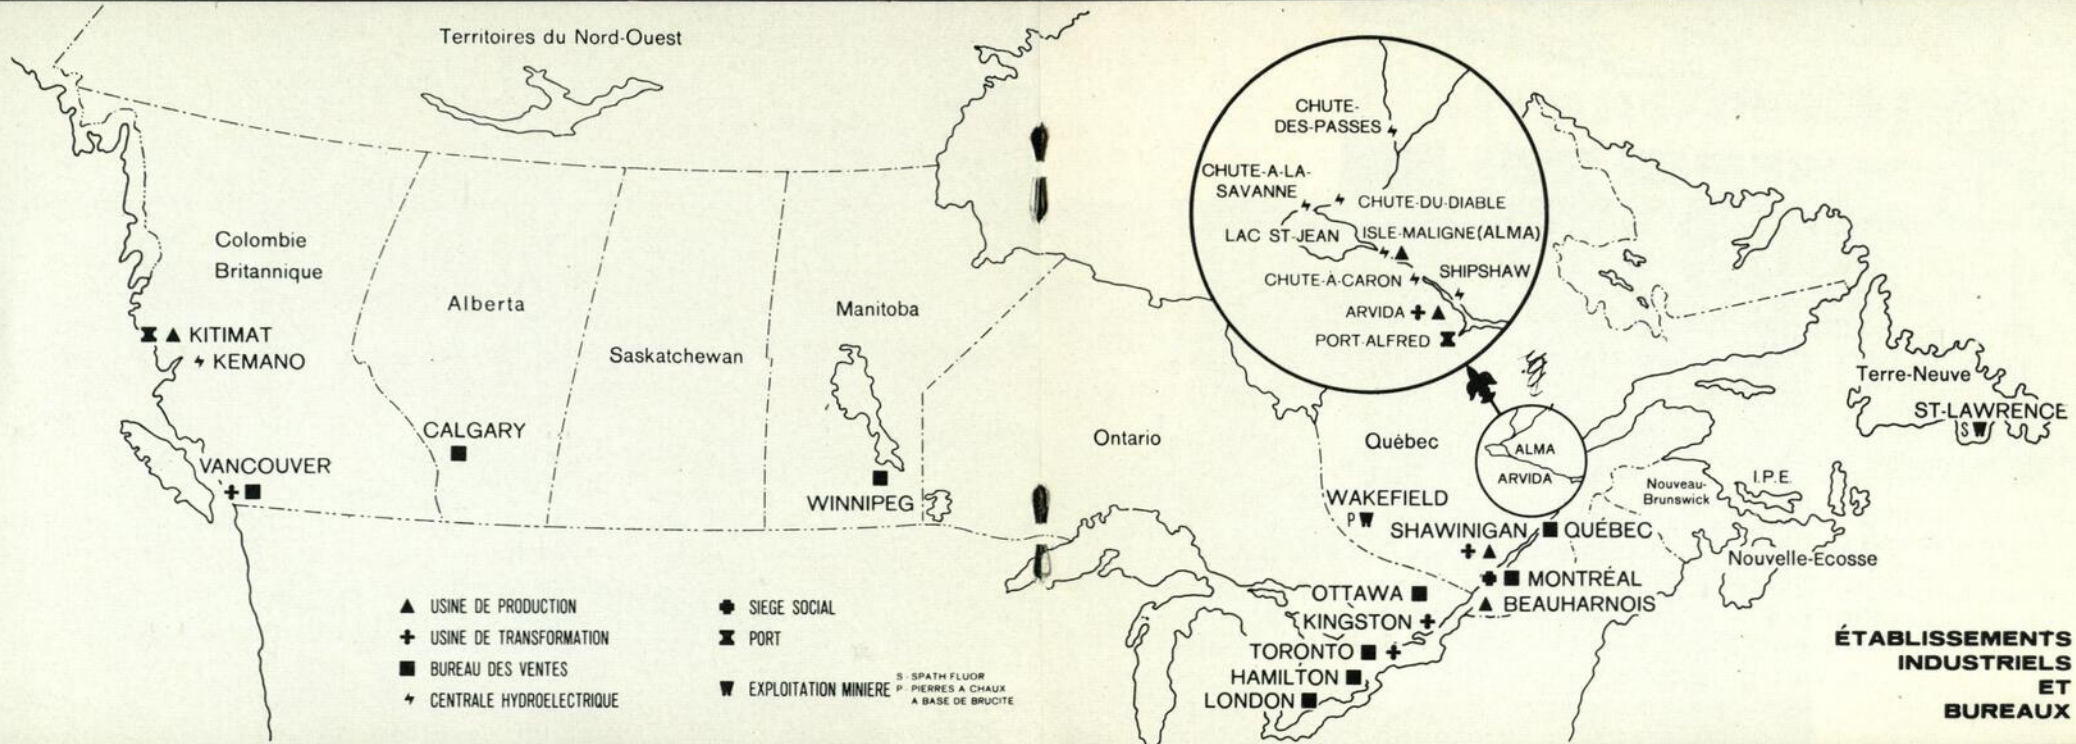 Territoires du Nord-Ouest
Colombie
Britannique
Alberta
Saskatchewan
Manitoba
Ontario
Québec
KITIMAT
KEMANO
VANCOUVER
CALGARY
WINNIPEG
CHUTE-
DES-PASSES
CHUTE-A-LA-
SAVANNE
CHUTE-DU-DIABLE
LAC ST-JEAN
ISLE-MALIGNE(ALMA)
CHUTE-À-CARON
SHIPSHAW
ARVIDA
PORT-ALFRED
ALMA
ARVIDA
Terre-Neuve
ST-LAWRENCE
S
I.P.E.
Nouveau-
Brunswick
Nouvelle-Ecosse
WAKEFIELD
P
SHAWINIGAN
QUÉBEC
MONTRÉAL
BEAUHARNOIS
OTTAWA
KINGSTON
TORONTO
HAMILTON
LONDON
USINE DE PRODUCTION
USINE DE TRANSFORMATION
BUREAU DES VENTES
CENTRALE HYDROELECTRIQUE
SIEGE SOCIAL
PORT
EXPLOITATION MINIERE
S - SPATH FLUOR
P - PIERRES A CHAUX
A BASE DE BRUCITE
ÉTABLISSEMENTS
INDUSTRIELS
ET
BUREAUX